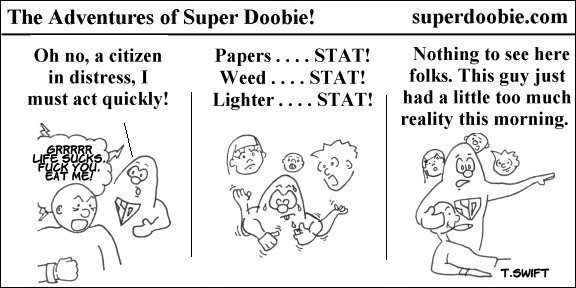 The Adventures of Super Doobie!
superdoobie.com
Oh no, a citizen
in distress, I
must act quickly!
GRRRRR
LIFE SUCKS.
FUCK YOU.
EAT ME!
Papers . . . . STAT!
Weed . . . . STAT!
Lighter . . . . STAT!
Nothing to see here
folks. This guy just
had a little too much
reality this morning.
SD
SD
T.SWIFT